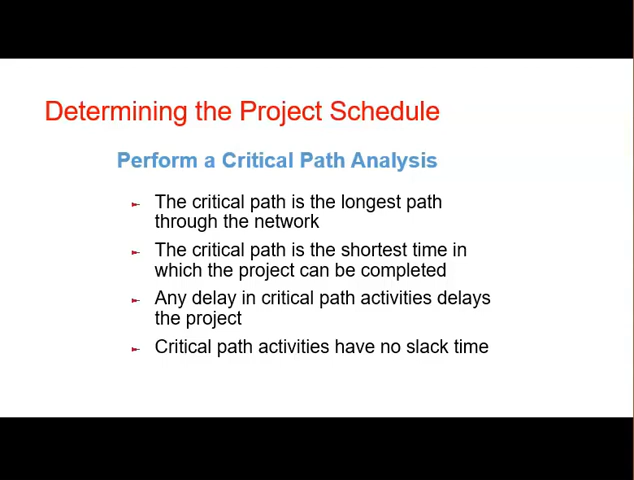 Determining the Project Schedule
Perform a Critical Path Analysis
The critical path is the longest path
through the network
The critical path is the shortest time in
which the project can be completed
Any delay in critical path activities delays
the project
Critical path activities have no slack time